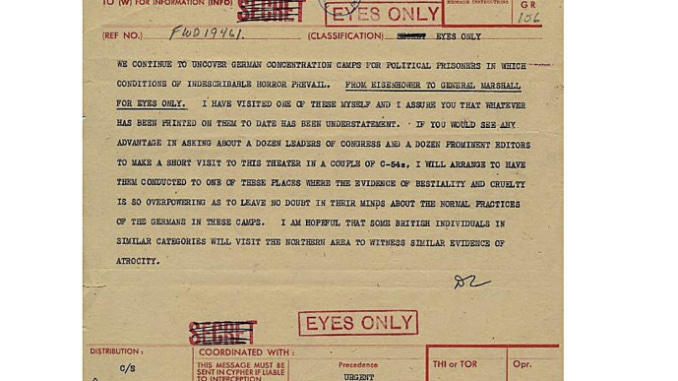 TO (W) FOR INFORMATION (INFO)
SECRET
EYES ONLY
MESSAGE INSTRUCTIONS
GR
156
(REF NO.) FWD 19461. (CLASSIFICATION) SECRET EYES ONLY
WE CONTINUE TO UNCOVER GERMAN CONCENTRATION CAMPS FOR POLITICAL PRISONERS IN WHICH
CONDITIONS OF INDESCRIBABLE HORROR PREVAIL. FROM EISENHOWER TO GENERAL MARSHALL
FOR EYES ONLY. I HAVE VISITED ONE OF THESE MYSELF AND I ASSURE YOU THAT WHATEVER
HAS BEEN PRINTED ON THEM TO DATE HAS BEEN UNDERSTATEMENT. IF YOU WOULD SEE ANY
ADVANTAGE IN ASKING ABOUT A DOZEN LEADERS OF CONGRESS AND A DOZEN PROMINENT EDITORS
TO MAKE A SHORT VISIT TO THIS THEATER IN A COUPLE OF C-54s, I WILL ARRANGE TO HAVE
THEM CONDUCTED TO ONE OF THESE PLACES WHERE THE EVIDENCE OF BESTIALITY AND CRUELTY
IS SO OVERPOWERING AS TO LEAVE NO DOUBT IN THEIR MINDS ABOUT THE NORMAL PRACTICES
OF THE GERMANS IN THESE CAMPS. I AM HOPEFUL THAT SOME BRITISH INDIVIDUALS IN
SIMILAR CATEGORIES WILL VISIT THE NORTHERN AREA TO WITNESS SIMILAR EVIDENCE OF
ATROCITY.
SECRET
EYES ONLY
DISTRIBUTION :
COORDINATED WITH :
THI or TOR
Opr.
C/S
THIS MESSAGE MUST BE
SENT IN CYPHER IF LIABLE
TO INTERCEPTION
Precedence
URGENT